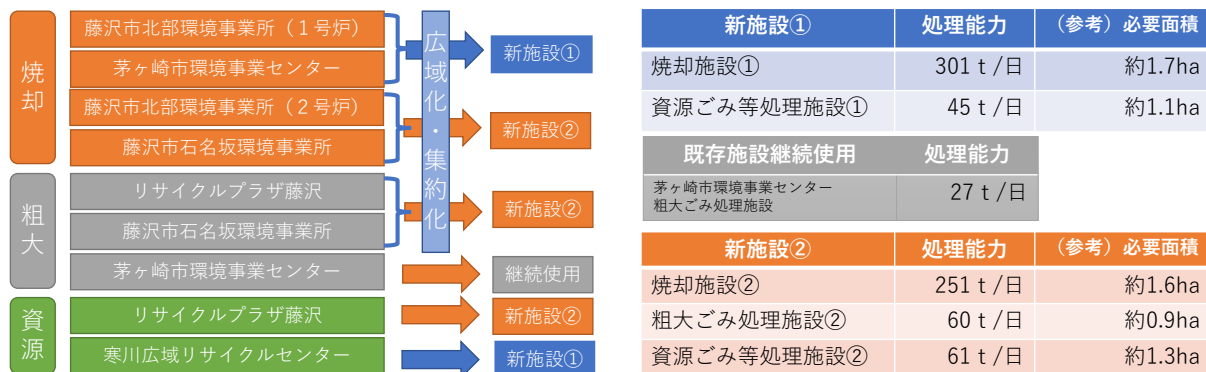 焼却
藤沢市北部環境事業所（１号炉）
茅ヶ崎市環境事業センター
藤沢市北部環境事業所（２号炉）
藤沢市石名坂環境事業所
粗大
リサイクルプラザ藤沢
藤沢市石名坂環境事業所
茅ヶ崎市環境事業センター
資源
リサイクルプラザ藤沢
寒川広域リサイクルセンター
広域化・集約化
新施設①
新施設②
新施設②
継続使用
新施設②
新施設①
新施設① 処理能力 （参考）必要面積
焼却施設① 301ｔ/日 約1.7ha
資源ごみ等処理施設① 45ｔ/日 約1.1ha
既存施設継続使用 処理能力
茅ヶ崎市環境事業センター
粗大ごみ処理施設 27ｔ/日
新施設② 処理能力 （参考）必要面積
焼却施設② 251ｔ/日 約1.6ha
粗大ごみ処理施設② 60ｔ/日 約0.9ha
資源ごみ等処理施設② 61ｔ/日 約1.3ha